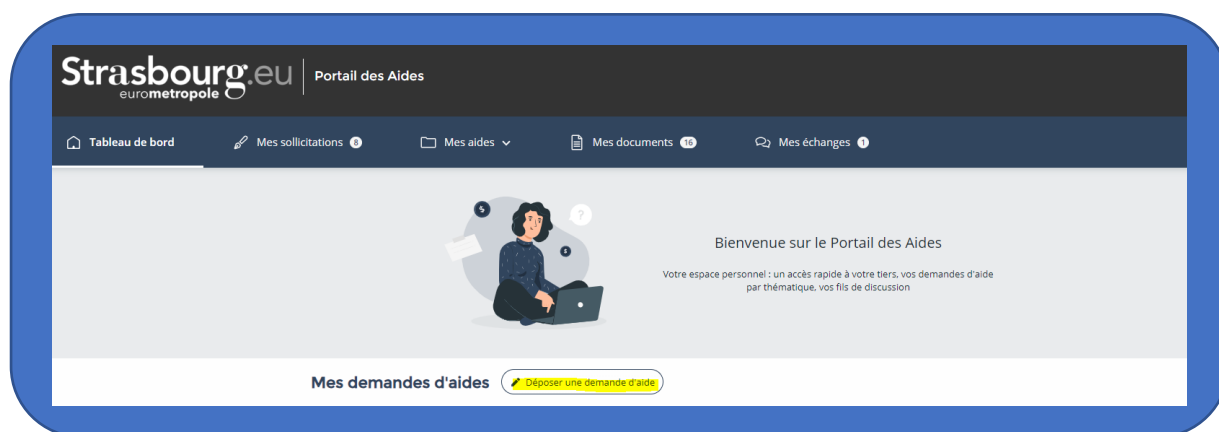 Strasbourg.eu
eurometropole
Portail des Aides
Tableau de bord
Mes sollicitations 8
Mes aides
Mes documents 16
Mes échanges 1
?
Bienvenue sur le Portail des Aides
Votre espace personnel : un accès rapide à votre tiers, vos demandes d'aide
par thématique, vos fils de discussion
Mes demandes d'aides
Déposer une demande d'aide